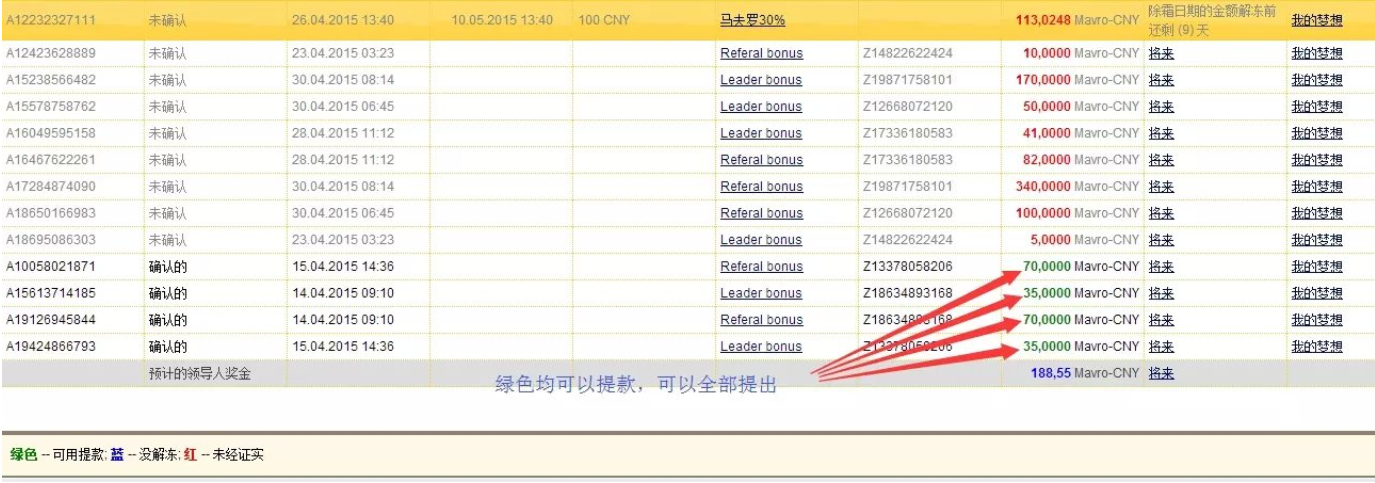 A12232327111 未确认 26.04.2015 13:40 10.05.2015 13:40 100 CNY 马夫罗30% 113,0248 Mavro-CNY 除霜日期的金额解冻前还剩 (9) 天 我的梦想
A12423628889 未确认 23.04.2015 03:23 Referal bonus Z14822622424 10,0000 Mavro-CNY 将来 我的梦想
A15238566482 未确认 30.04.2015 08:14 Leader bonus Z19871758101 170,0000 Mavro-CNY 将来 我的梦想
A15578758762 未确认 30.04.2015 06:45 Leader bonus Z12668072120 50,0000 Mavro-CNY 将来 我的梦想
A16049595158 未确认 28.04.2015 11:12 Leader bonus Z17336180583 41,0000 Mavro-CNY 将来 我的梦想
A16467622261 未确认 28.04.2015 11:12 Referal bonus Z17336180583 82,0000 Mavro-CNY 将来 我的梦想
A17284874090 未确认 30.04.2015 08:14 Referal bonus Z19871758101 340,0000 Mavro-CNY 将来 我的梦想
A18650166983 未确认 30.04.2015 06:45 Referal bonus Z12668072120 100,0000 Mavro-CNY 将来 我的梦想
A18695086303 未确认 23.04.2015 03:23 Leader bonus Z14822622424 5,0000 Mavro-CNY 将来 我的梦想
A10058021871 确认的 15.04.2015 14:36 Referal bonus Z13378058206 70,0000 Mavro-CNY 将来 我的梦想
A15613714185 确认的 14.04.2015 09:10 Leader bonus Z18634893168 35,0000 Mavro-CNY 将来 我的梦想
A19126945844 确认的 14.04.2015 09:10 Referal bonus Z18634893168 70,0000 Mavro-CNY 将来 我的梦想
A19424866793 确认的 15.04.2015 14:36 Leader bonus Z13378058206 35,0000 Mavro-CNY 将来 我的梦想
预计的领导人奖金 188,55 Mavro-CNY 将来
绿色均可以提款，可以全部提出
绿色 -- 可用提款; 蓝 -- 没解冻; 红 -- 未经证实